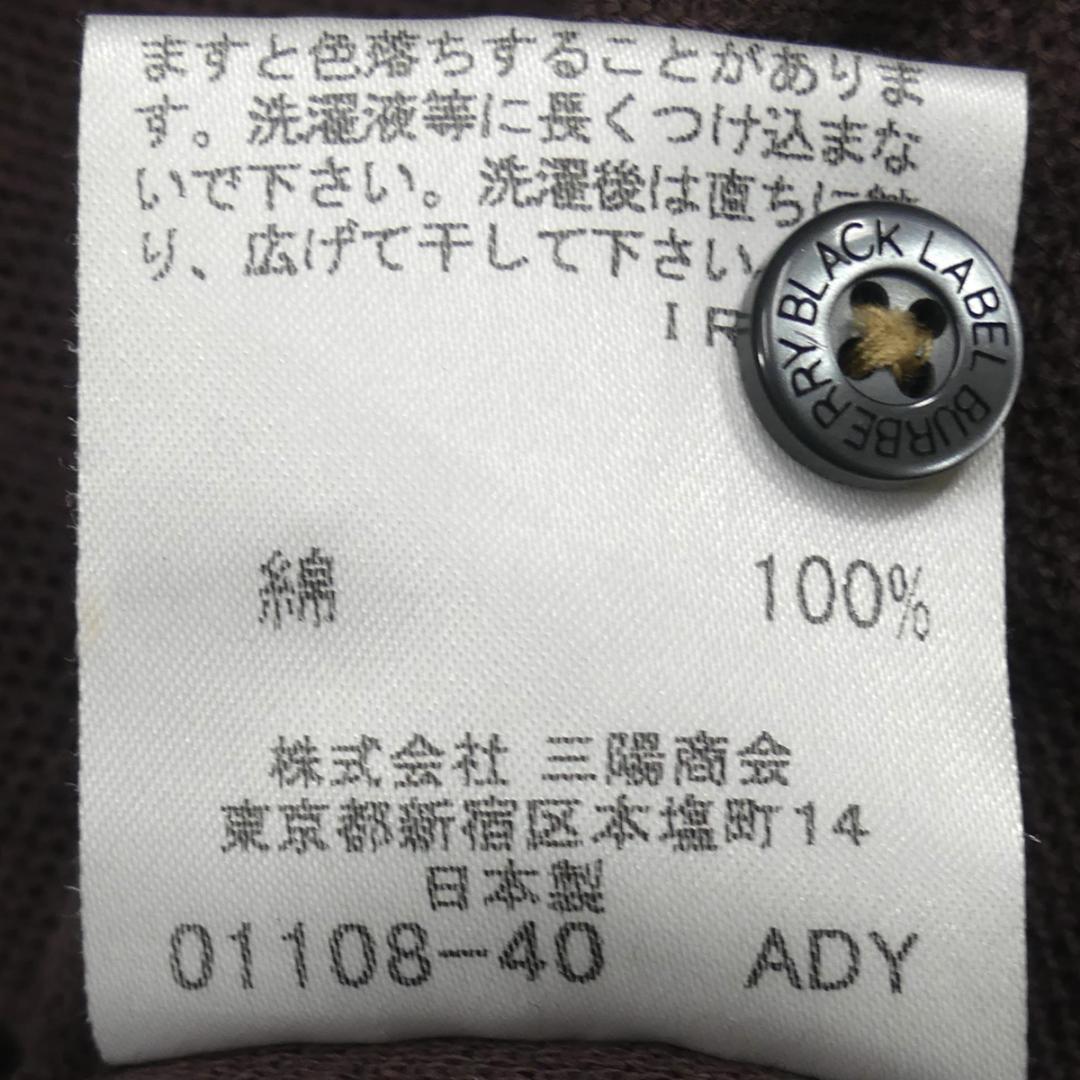 ますと色落ちすることがありま
す。洗濯液等に長くつけ込まな
いで下さい。洗濯後は直ちに
り、広げて干して下さい
I R
綿 100%
株式会社 三陽商会
東京都新宿区本塩町14
日本製
01108-40 ADY
BLACK LABEL BURBERRY